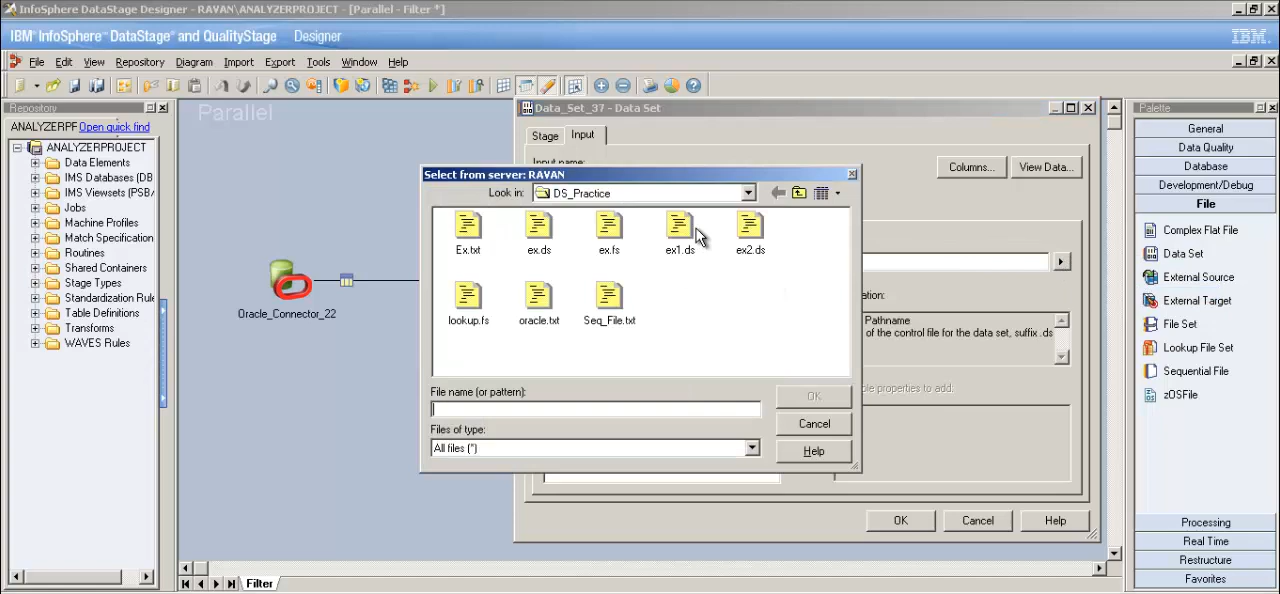 InfoSphere DataStage Designer - RAVAN\ANALYZERPROJECT - [Parallel - Filter *]
IBM® InfoSphere™ DataStage® and QualityStage Designer
IBM.
File Edit View Repository Diagram Import Export Tools Window Help
Repository
ANALYZERPF Open quick find
ANALYZERPROJECT
Data Elements
IMS Databases (DB
IMS Viewsets (PSB/
Jobs
Machine Profiles
Match Specification
Routines
Shared Containers
Stage Types
Standardization Rule
Table Definitions
Transforms
WAVES Rules
Parallel
Oracle_Connector_22
Filter
Data_Set_37 - Data Set
Stage Input
Input name:
Columns... View Data...
ation:
Pathname
of the control file for the data set, suffix .ds
le properties to add:
OK Cancel Help
Select from server: RAVAN
Look in: DS_Practice
Ex.txt ex.ds ex.fs ex1.ds ex2.ds
lookup.fs oracle.txt Seq_File.txt
File name (or pattern):
OK
Cancel
Files of type:
All files (*)
Help
Palette
General
Data Quality
Database
Development/Debug
File
Complex Flat File
Data Set
External Source
External Target
File Set
Lookup File Set
Sequential File
zOSFile
Processing
Real Time
Restructure
Favorites